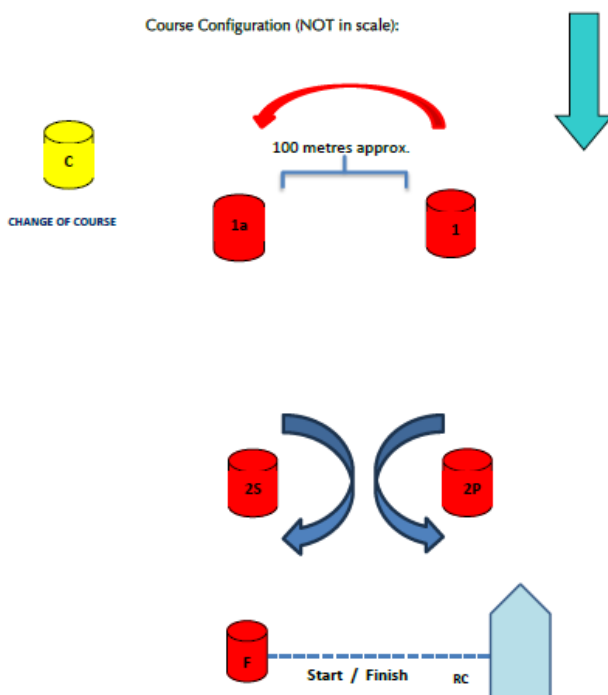 Course Configuration (NOT in scale):
100 metres approx.
C
CHANGE OF COURSE
1a
1
2S
2P
F
Start / Finish
RC